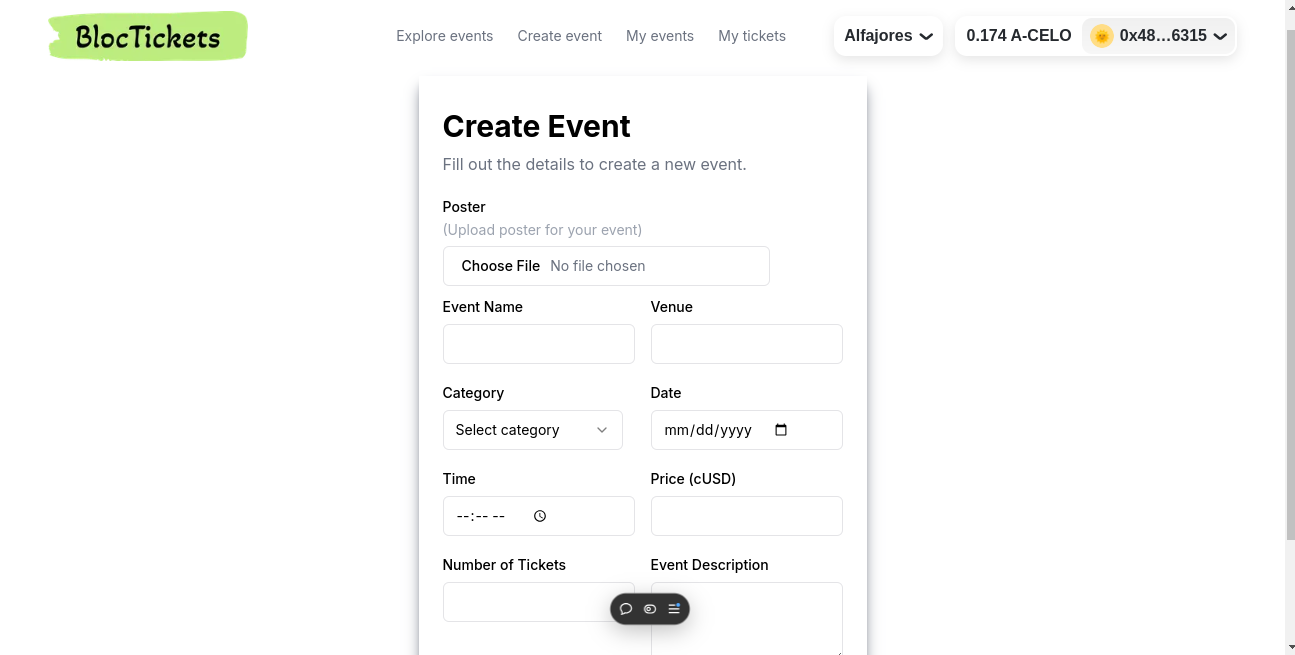 BlocTickets
Explore events Create event My events My tickets Alfajores 0.174 A-CELO 0x48...6315
Create Event
Fill out the details to create a new event.
Poster
(Upload poster for your event)
Choose File No file chosen
Event Name Venue
Category Date
Select category mm/dd/yyyy
Time Price (cUSD)
--:-- --
Number of Tickets Event Description